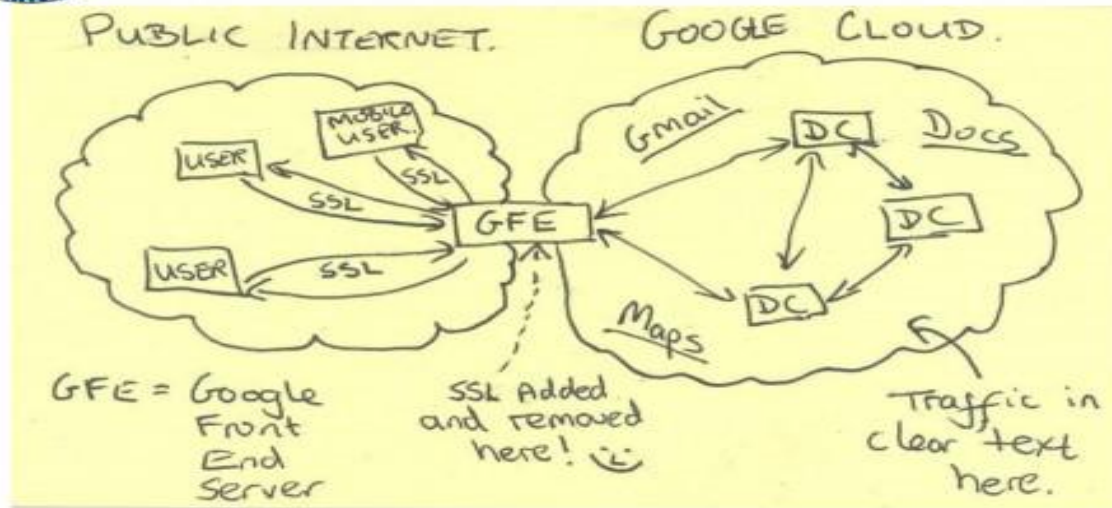 PUBLIC INTERNET.
GOOGLE CLOUD.
MOBILE
USER.
USER
SSL
SSL
USER
SSL
GFE
Gmail
DC
Docs
DC
DC
Maps
GFE = Google
Front
End
Server
SSL Added
and removed
here!
Traffic in
clear text
here.